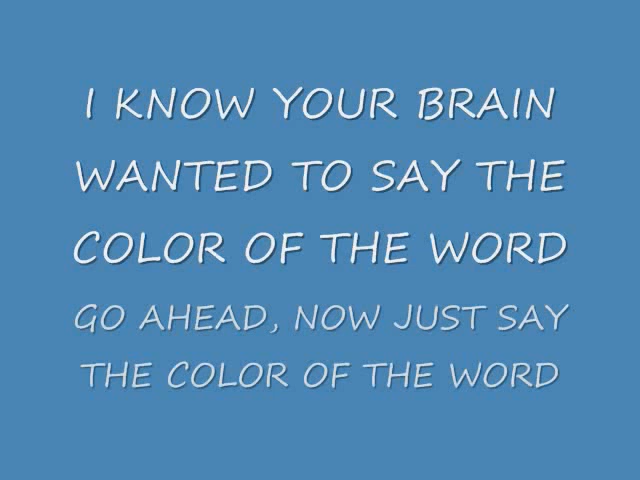 I KNOW YOUR BRAIN
WANTED TO SAY THE
COLOR OF THE WORD
GO AHEAD, NOW JUST SAY
THE COLOR OF THE WORD